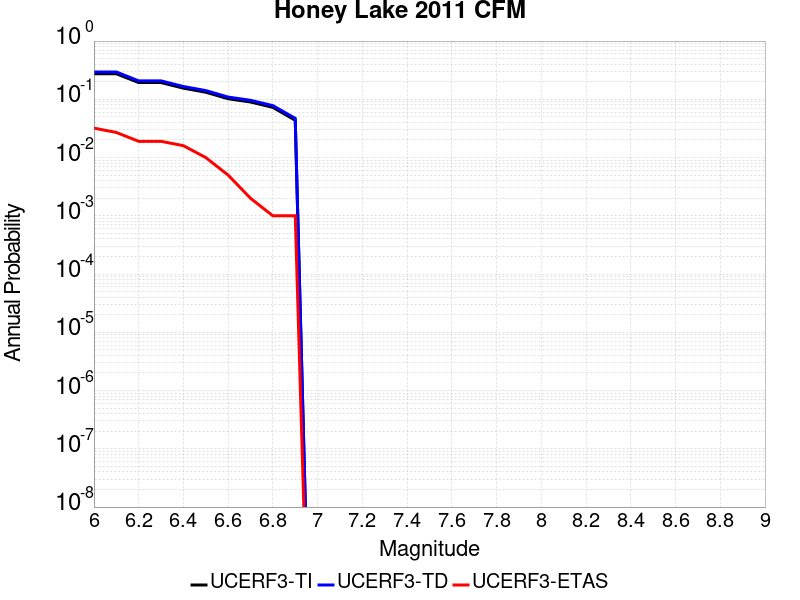 Honey Lake 2011 CFM
Annual Probability
10^0
10^-1
10^-2
10^-3
10^-4
10^-5
10^-6
10^-7
10^-8
6 6.2 6.4 6.6 6.8 7 7.2 7.4 7.6 7.8 8 8.2 8.4 8.6 8.8 9
Magnitude
UCERF3-TI UCERF3-TD UCERF3-ETAS